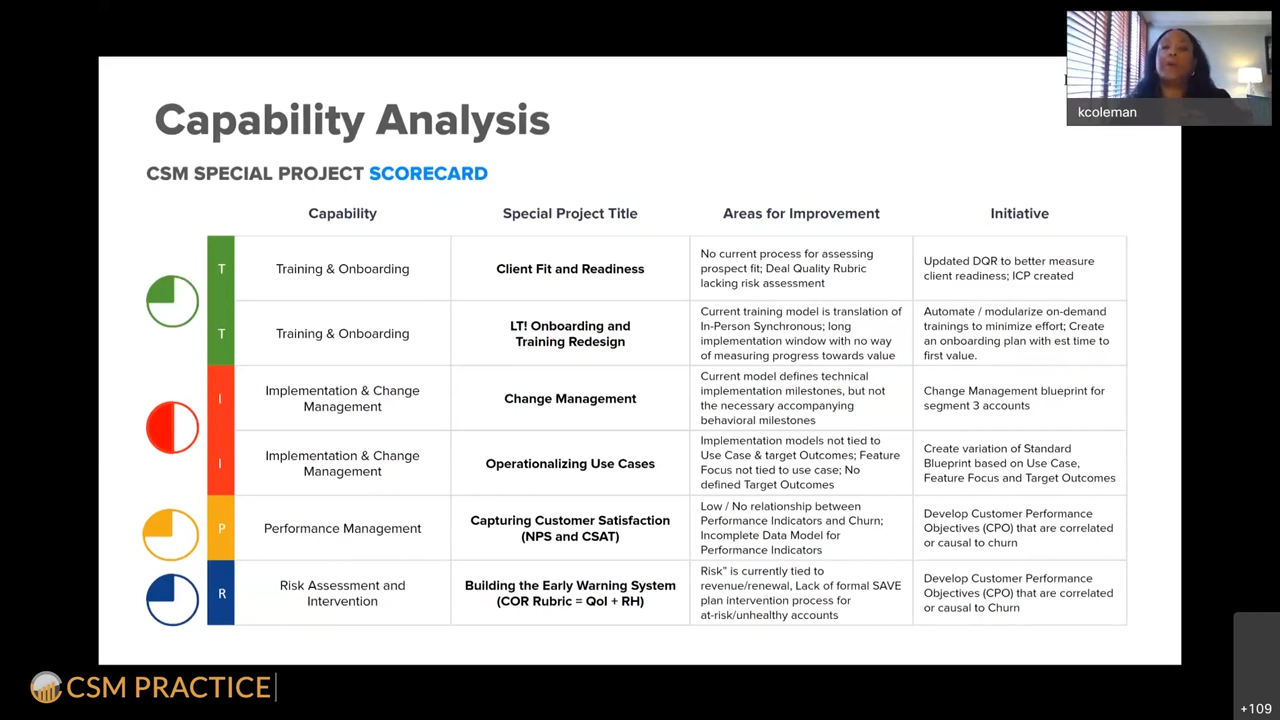 kcoleman
Capability Analysis
CSM SPECIAL PROJECT SCORECARD
Capability
Special Project Title
Areas for Improvement
Initiative
T
Training & Onboarding
Client Fit and Readiness
No current process for assessing
prospect fit; Deal Quality Rubric
lacking risk assessment
Updated DQR to better measure
client readiness; ICP created
T
Training & Onboarding
LT! Onboarding and
Training Redesign
Current training model is translation of
In-Person Synchronous; long
implementation window with no way
of measuring progress towards value
Automate / modularize on-demand
trainings to minimize effort; Create
an onboarding plan with est time to
first value.
I
Implementation & Change
Management
Change Management
Current model defines technical
implementation milestones, but not
the necessary accompanying
behavioral milestones
Change Management blueprint for
segment 3 accounts
I
Implementation & Change
Management
Operationalizing Use Cases
Implementation models not tied to
Use Case & target Outcomes; Feature
Focus not tied to use case; No
defined Target Outcomes
Create variation of Standard
Blueprint based on Use Case,
Feature Focus and Target Outcomes
P
Performance Management
Capturing Customer Satisfaction
(NPS and CSAT)
Low / No relationship between
Performance Indicators and Churn;
Incomplete Data Model for
Performance Indicators
Develop Customer Performance
Objectives (CPO) that are correlated
or causal to churn
R
Risk Assessment and
Intervention
Building the Early Warning System
(COR Rubric = QoI + RH)
Risk" is currently tied to
revenue/renewal, Lack of formal SAVE
plan intervention process for
at-risk/unhealthy accounts
Develop Customer Performance
Objectives (CPO) that are correlated
or causal to Churn
CSM PRACTICE
+109